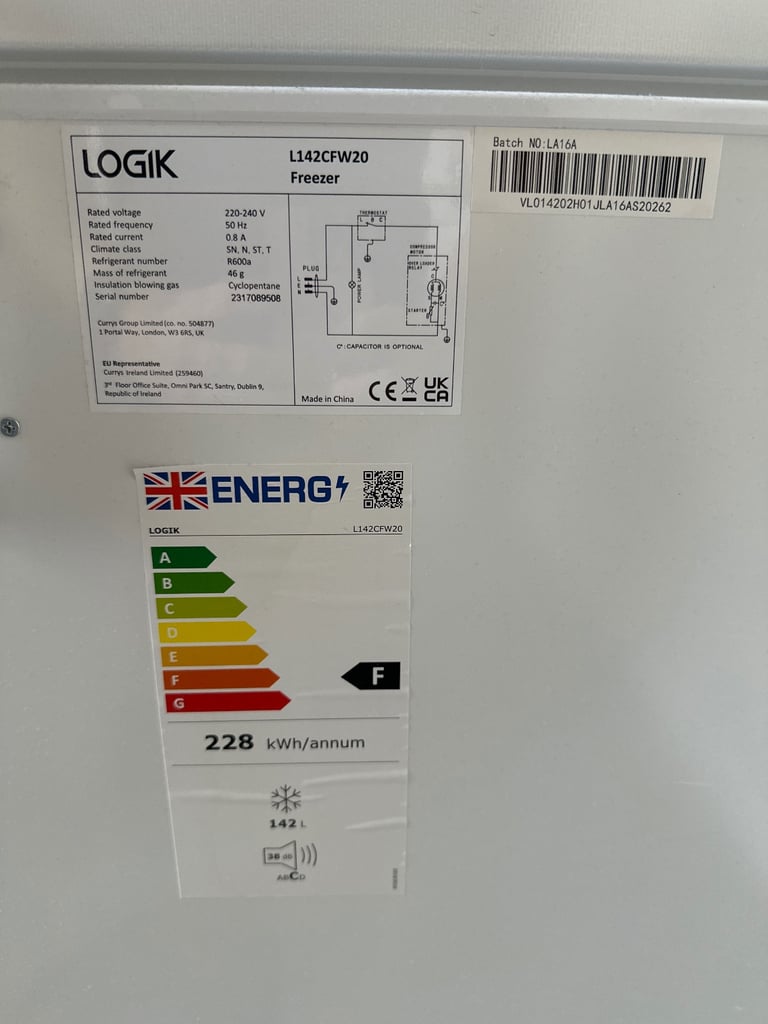 LOGIK
L142CFW20
Freezer
Rated voltage 220-240 V
Rated frequency 50 Hz
Rated current 0.8 A
Climate class SN, N, ST, T
Refrigerant number R600a
Mass of refrigerant 46 g
Insulation blowing gas Cyclopentane
Serial number 2317089508
Currys Group Limited (co. no. 504877)
1 Portal Way, London, W3 6RS, UK
EU Representative
Currys Ireland Limited (259460)
3rd Floor Office Suite, Omni Park SC, Santry, Dublin 9,
Republic of Ireland
THERMOSTAT
COMPRESSOR
MOTOR
OVER LOADER
RELAY
PLUG
L
E
N
POWER LAMP
STARTER
C*:CAPACITOR IS OPTIONAL
Made in China
CE
UK
CA
Batch NO:LA16A
VL014202H01JLA16AS20262
ENERG
LOGIK L142CFW20
A
B
C
D
E
F
G
F
228 kWh/annum
142 L
36 dB
ABCD